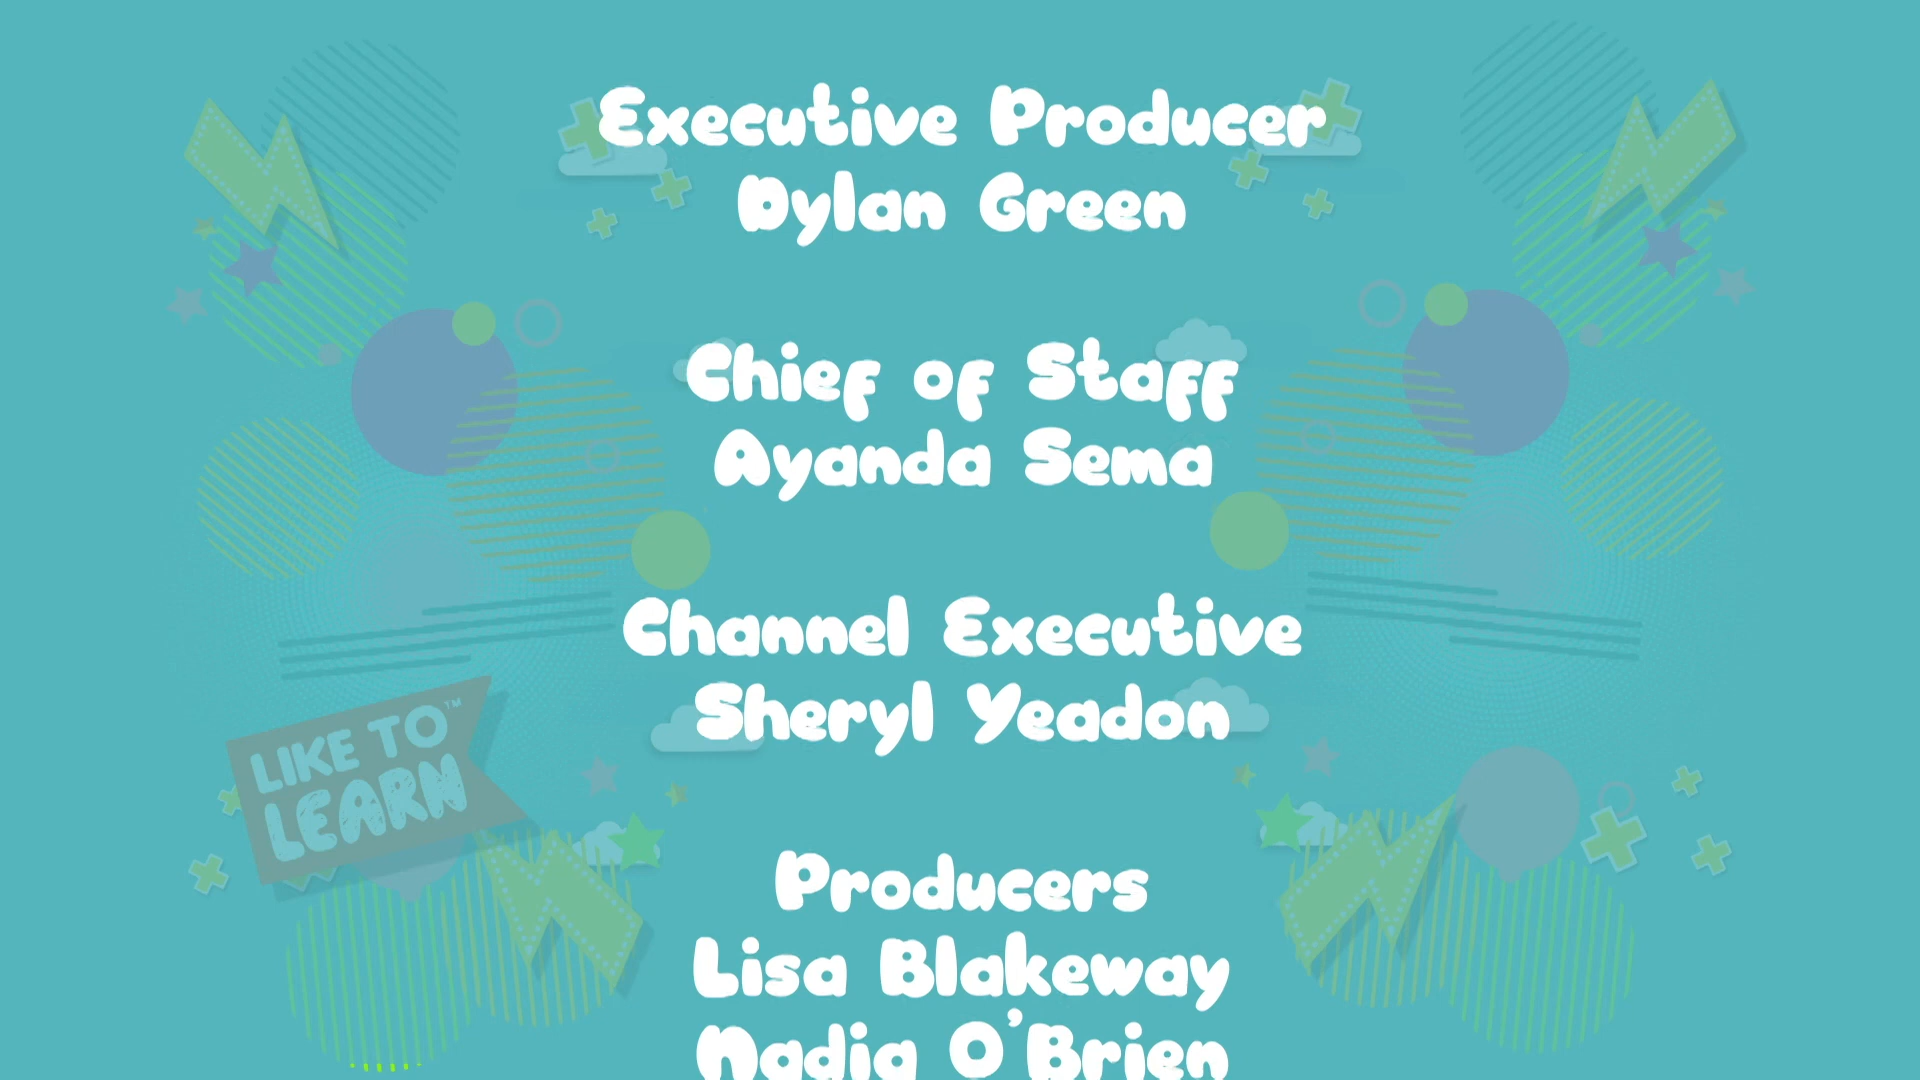 Executive Producer
Dylan Green
Chief of Staff
Ayanda Sema
Channel Executive
Sheryl Yeadon
Producers
Lisa Blakeway
Nadia O'Brien
LIKE TO™
LEARN